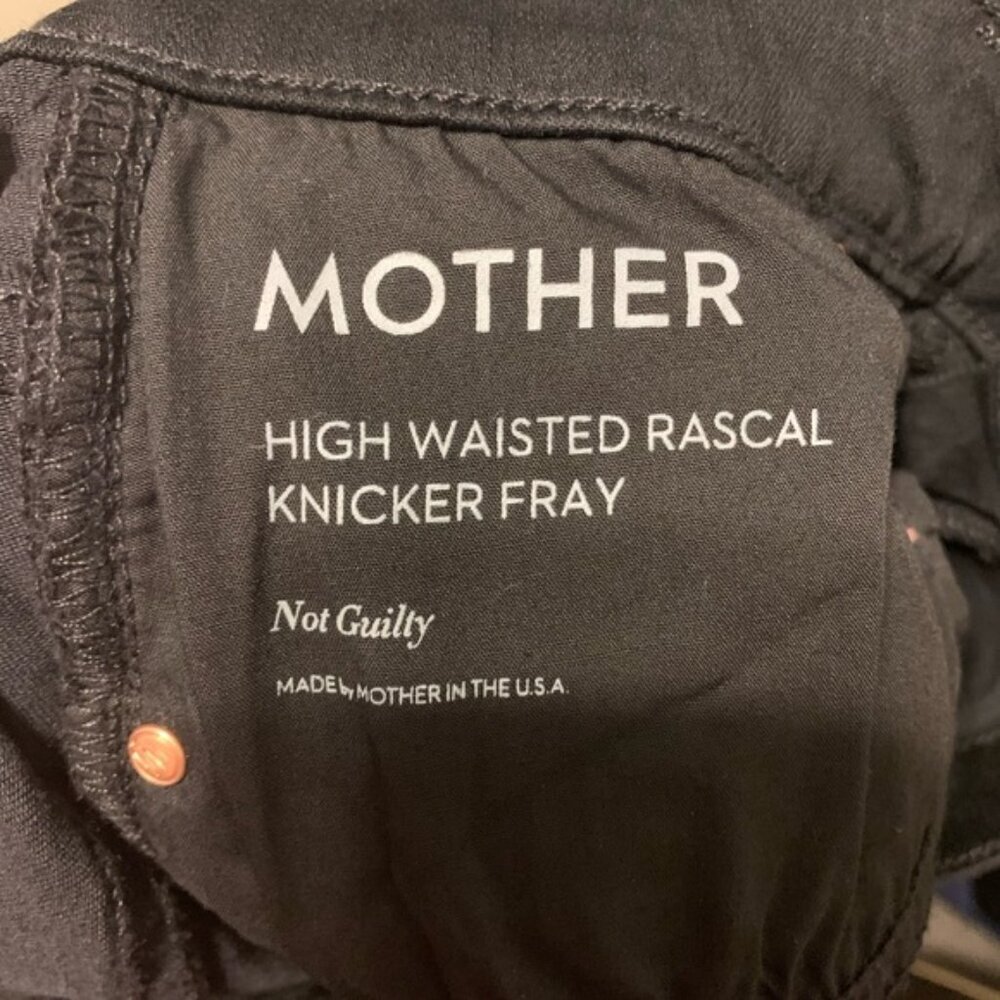 MOTHER
HIGH WAISTED RASCAL
KNICKER FRAY
Not Guilty
MADE by MOTHER IN THE U.S.A.